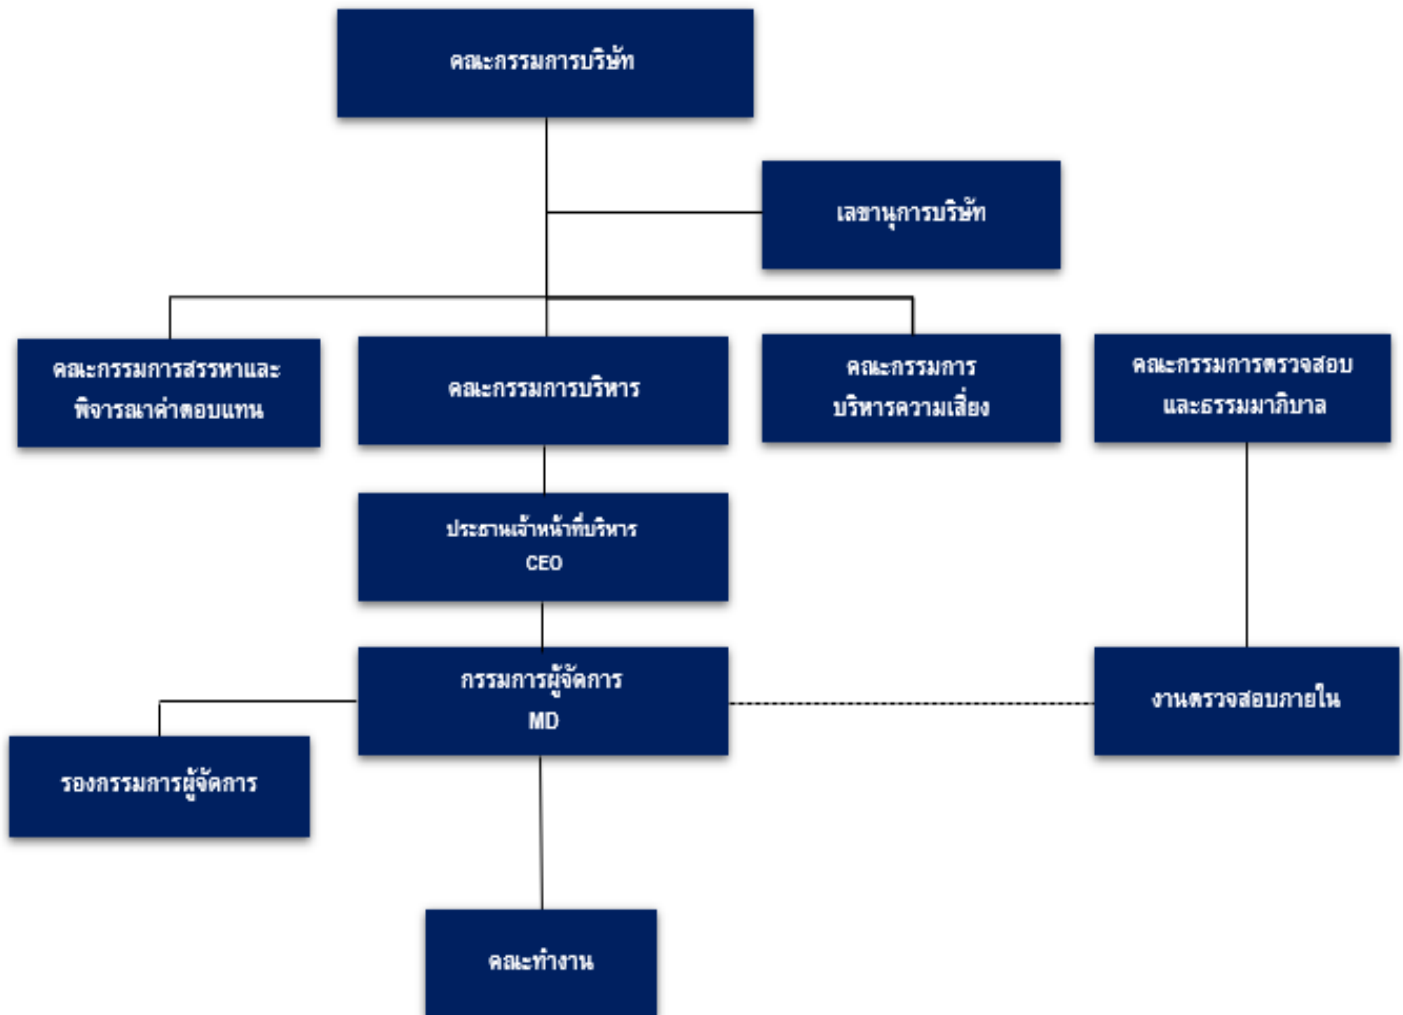 คณะกรรมการบริษัท
เลขานุการบริษัท
คณะกรรมการสรรหาและ
พิจารณาค่าตอบแทน
คณะกรรมการบริหาร
คณะกรรมการ
บริหารความเสี่ยง
คณะกรรมการตรวจสอบ
และธรรมมาภิบาล
ประธานเจ้าหน้าที่บริหาร
CEO
กรรมการผู้จัดการ
MD
งานตรวจสอบภายใน
รองกรรมการผู้จัดการ
คณะทำงาน